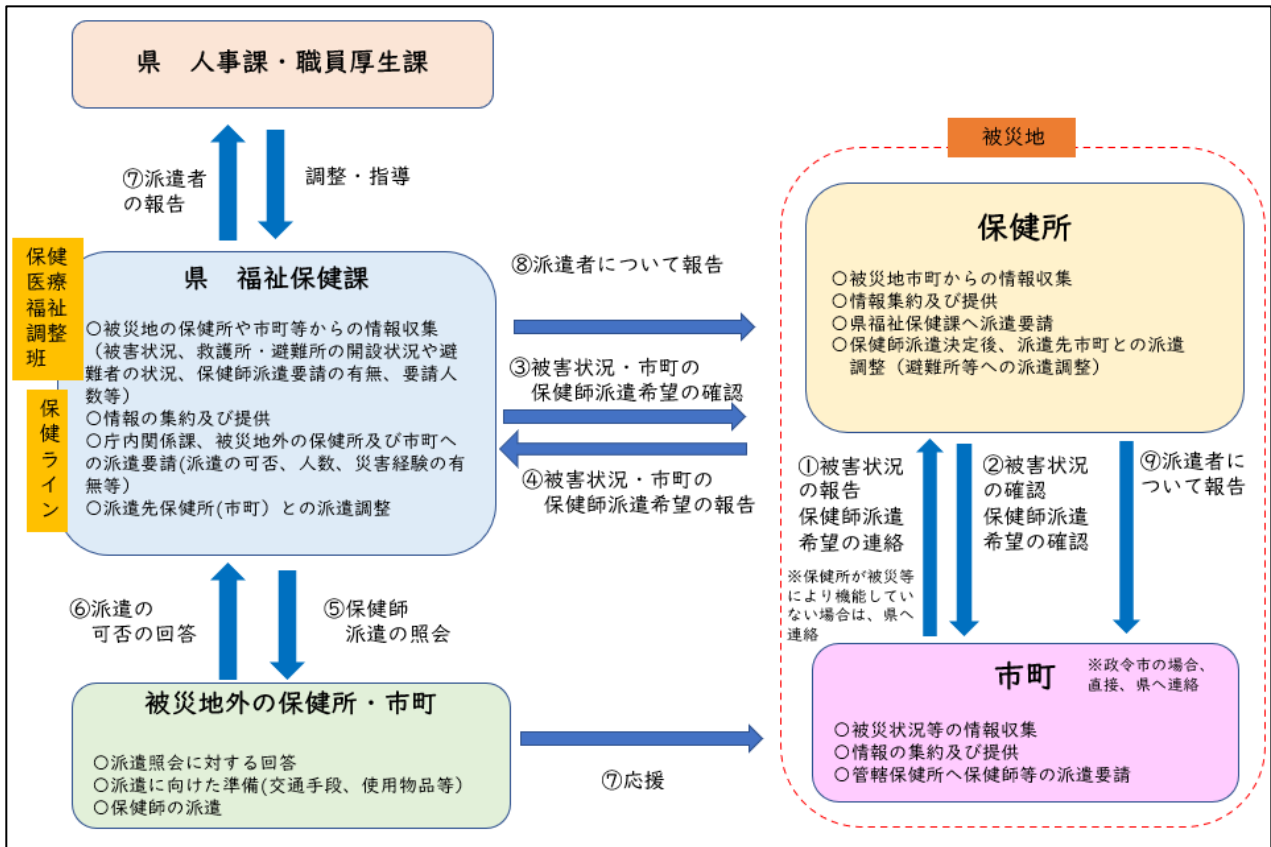 県　人事課・職員厚生課
⑦派遣者
の報告
調整・指導
保健
医療
福祉
調整
班
保健ライン
県　福祉保健課
○被災地の保健所や市町等からの情報収集
（被害状況、救護所・避難所の開設状況や避
難者の状況、保健師派遣要請の有無、要請人
数等）
○情報の集約及び提供
○庁内関係課、被災地外の保健所及び市町へ
の派遣要請(派遣の可否、人数、災害経験の有
無等）
○派遣先保健所(市町）との派遣調整
⑧派遣者について報告
③被害状況・市町の
保健師派遣希望の確認
④被害状況・市町の
保健師派遣希望の報告
⑥派遣の
可否の回答
⑤保健師
派遣の照会
被災地外の保健所・市町
○派遣照会に対する回答
○派遣に向けた準備(交通手段、使用物品等）
○保健師の派遣
⑦応援
被災地
保健所
○被災地市町からの情報収集
○情報集約及び提供
○県福祉保健課へ派遣要請
○保健師派遣決定後、派遣先市町との派遣
調整（避難所等への派遣調整）
①被害状況
の報告
保健師派遣
希望の連絡
※保健所が被災等
により機能してい
ない場合は、県へ
連絡
②被害状況
の確認
保健師派遣
希望の確認
⑨派遣者に
ついて報告
市町
※政令市の場合、
直接、県へ連絡
○被災状況等の情報収集
○情報の集約及び提供
○管轄保健所へ保健師等の派遣要請